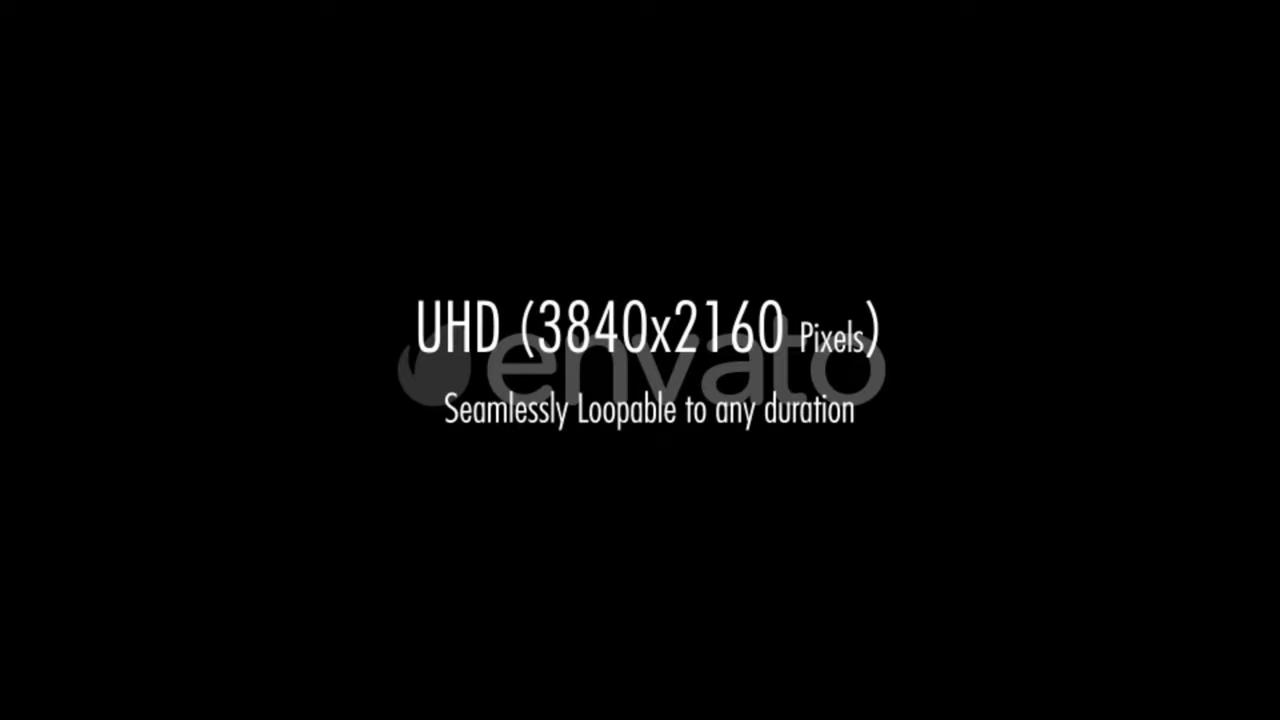 UHD (3840x2160 Pixels)
envato
Seamlessly Loopable to any duration